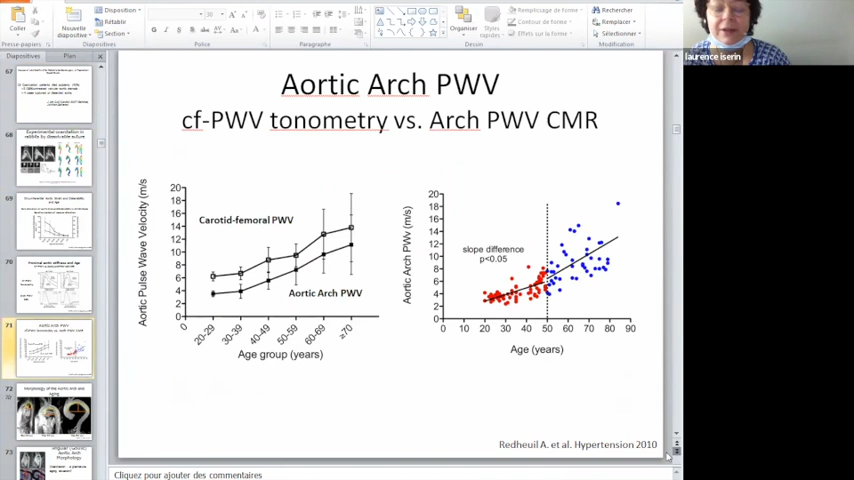 Coller
Presse-papiers
Nouvelle
diapositive
Disposition
Rétablir
Section
Diapositives
Police
Paragraphe
Organiser
Styles
rapides
Dessin
Remplissage de forme
Contour de forme
Effets sur la forme
Rechercher
Remplacer
Sélectionner
Modification
laurence iserin
Diapositives
Plan
67
68
69
70
71
72
73
Aortic Arch PWV
cf-PWV tonometry vs. Arch PWV CMR
Aortic Pulse Wave Velocity (m/s
20
18
16
14
12
10
8
6
4
2
0
Carotid-femoral PWV
Aortic Arch PWV
0
20-29
30-39
40-49
50-59
60-69
≥70
Age group (years)
Aortic Arch PWv (m/s)
20
18
16
14
12
10
8
6
4
2
0
slope difference
p<0.05
0 10 20 30 40 50 60 70 80 90
Age (years)
Redheuil A. et al. Hypertension 2010
Cliquez pour ajouter des commentaires